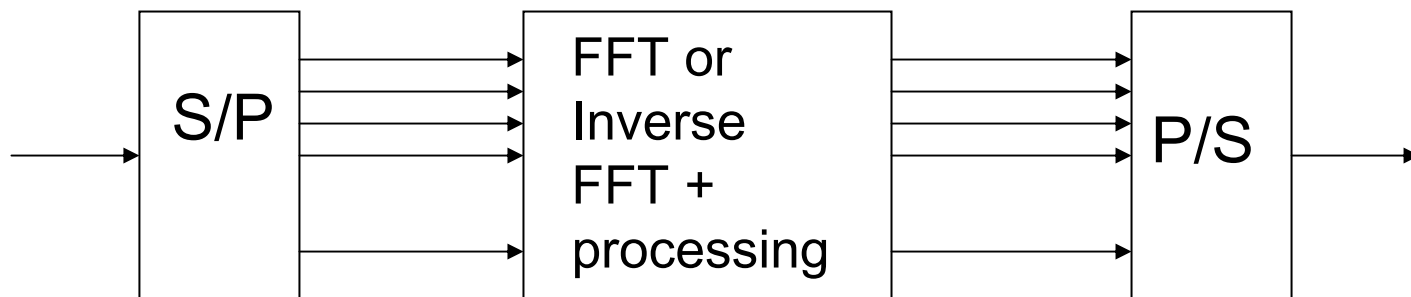 S/P
FFT or
Inverse
FFT +
processing
P/S